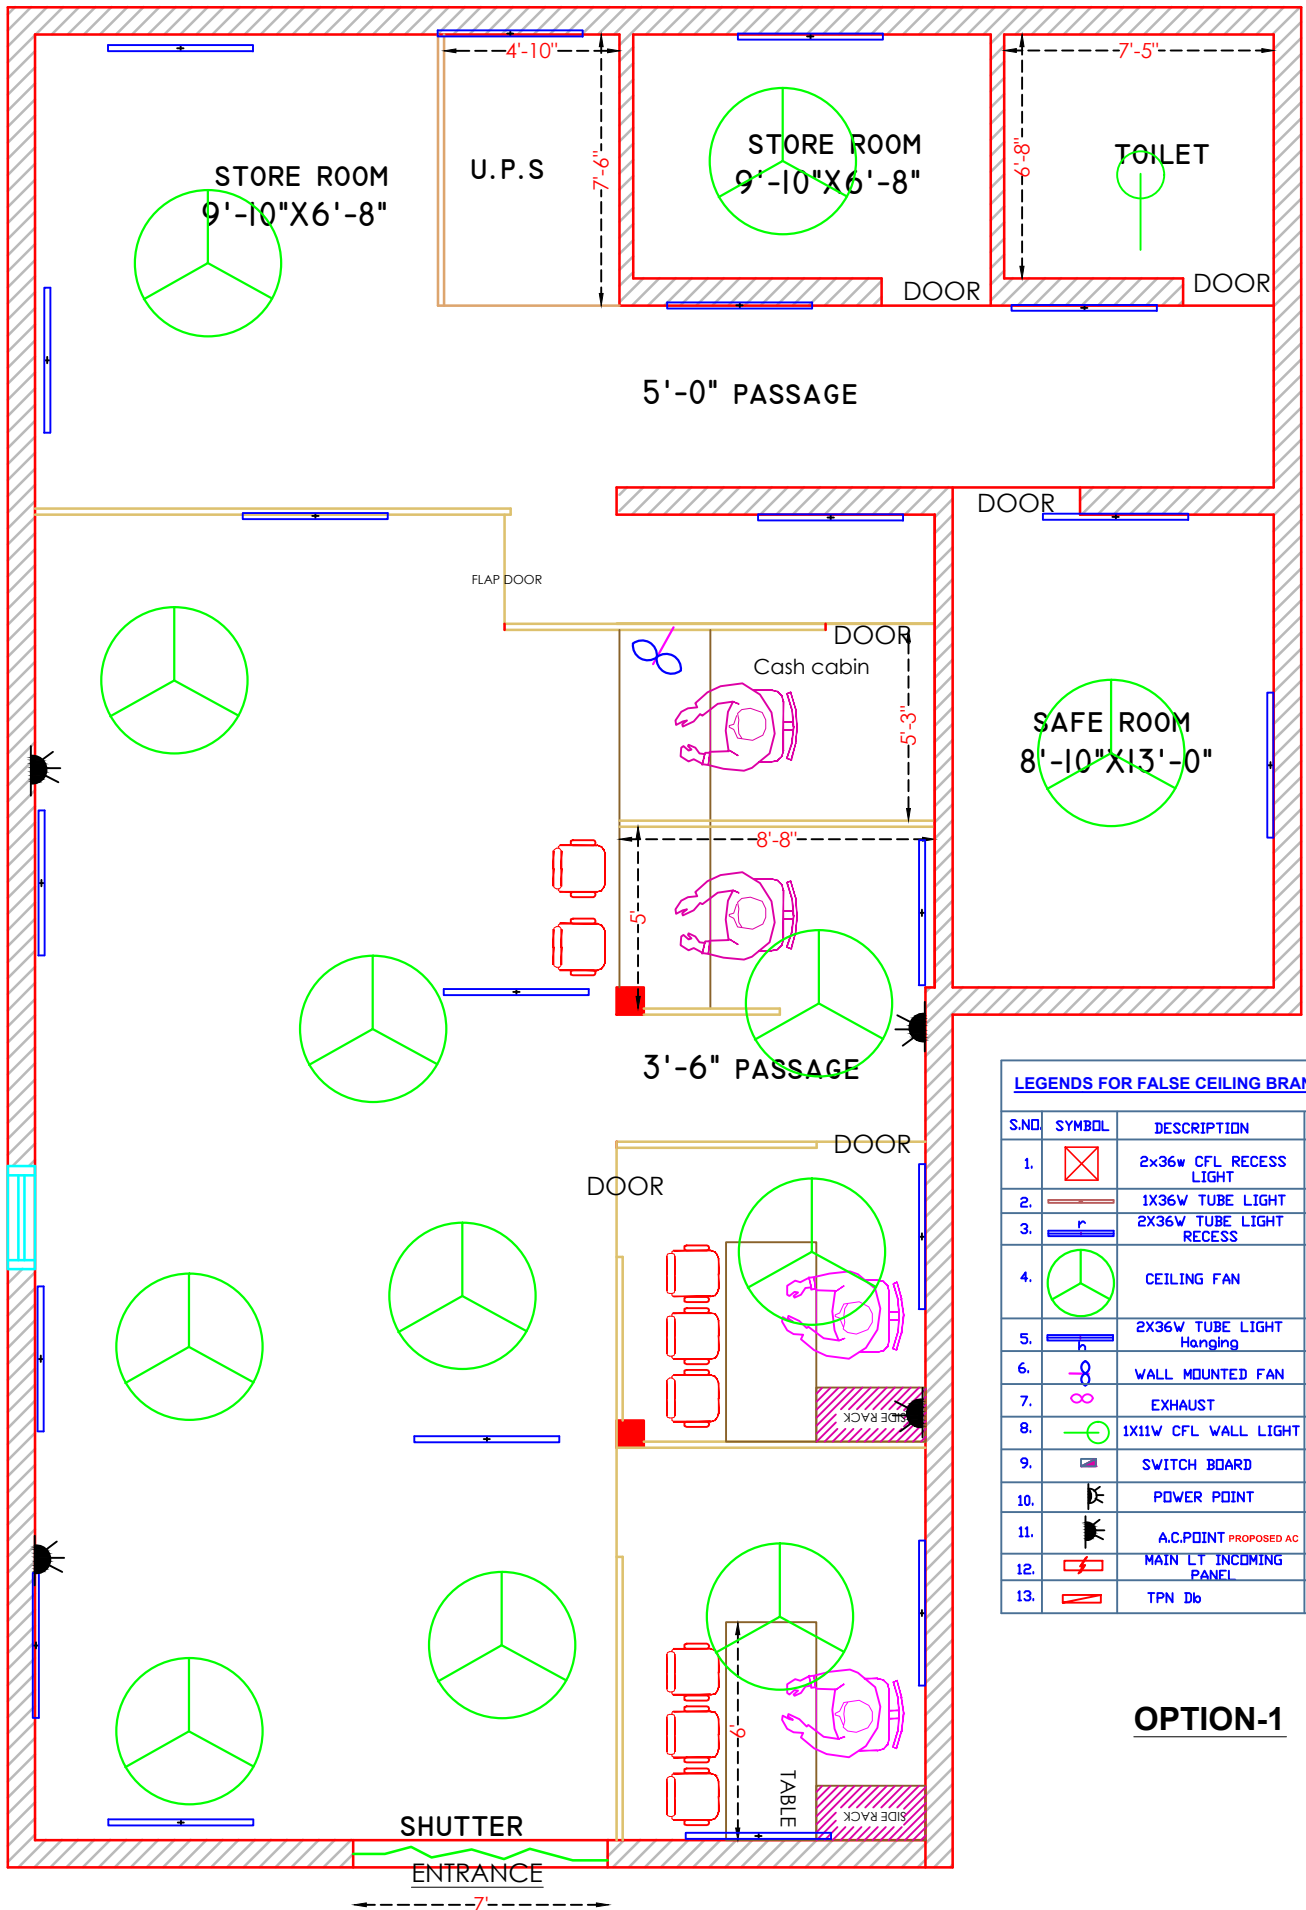 4'-10"
7'-5"
STORE ROOM
9'-10"X6'-8"
U.P.S
7'-6"
STORE ROOM
9'-10"X6'-8"
6'-8"
TOILET
DOOR
DOOR
5'-0" PASSAGE
DOOR
FLAP DOOR
DOOR
Cash cabin
5'-3"
SAFE ROOM
8'-10"X13'-0"
8'-8"
5'
3'-6" PASSAGE
DOOR
DOOR
SIDE RACK
6'
TABLE
SIDE RACK
SHUTTER
ENTRANCE
7'
LEGENDS FOR FALSE CEILING BRAN
S.NO. SYMBOL DESCRIPTION
1. 2x36w CFL RECESS
LIGHT
2. 1X36W TUBE LIGHT
3. r 2X36W TUBE LIGHT
RECESS
4. CEILING FAN
5. h 2X36W TUBE LIGHT
Hanging
6. WALL MOUNTED FAN
7. EXHAUST
8. 1X11W CFL WALL LIGHT
9. SWITCH BOARD
10. POWER POINT
11. A.C.POINT PROPOSED AC
12. MAIN LT INCOMING
PANEL
13. TPN Db
OPTION-1